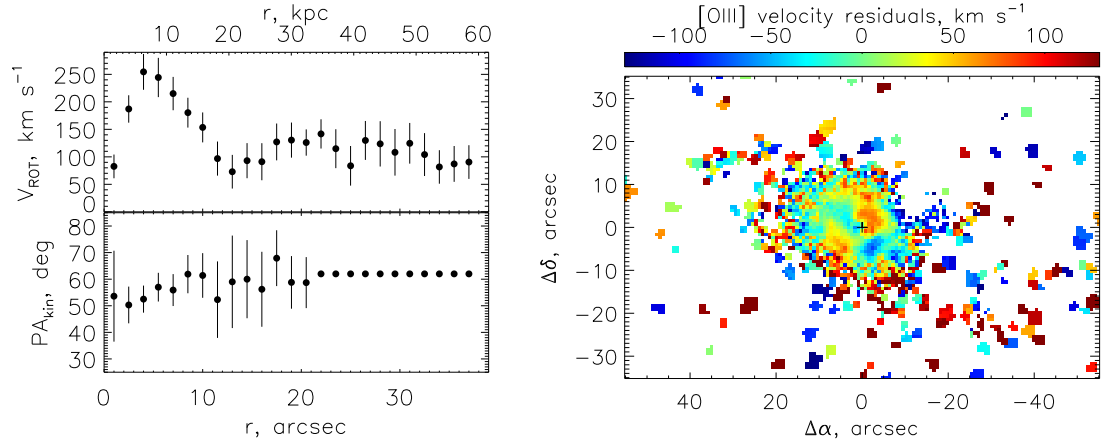 r, kpc
10 20 30 40 50 60
V_ROT, km s⁻¹
250
200
150
100
50
0
PA_kin, deg
80
70
60
50
40
30
0 10 20 30
r, arcsec
[OIII] velocity residuals, km s⁻¹
−100 −50 0 50 100
Δδ, arcsec
30
20
10
0
−10
−20
−30
40 20 0 −20 −40
Δα, arcsec